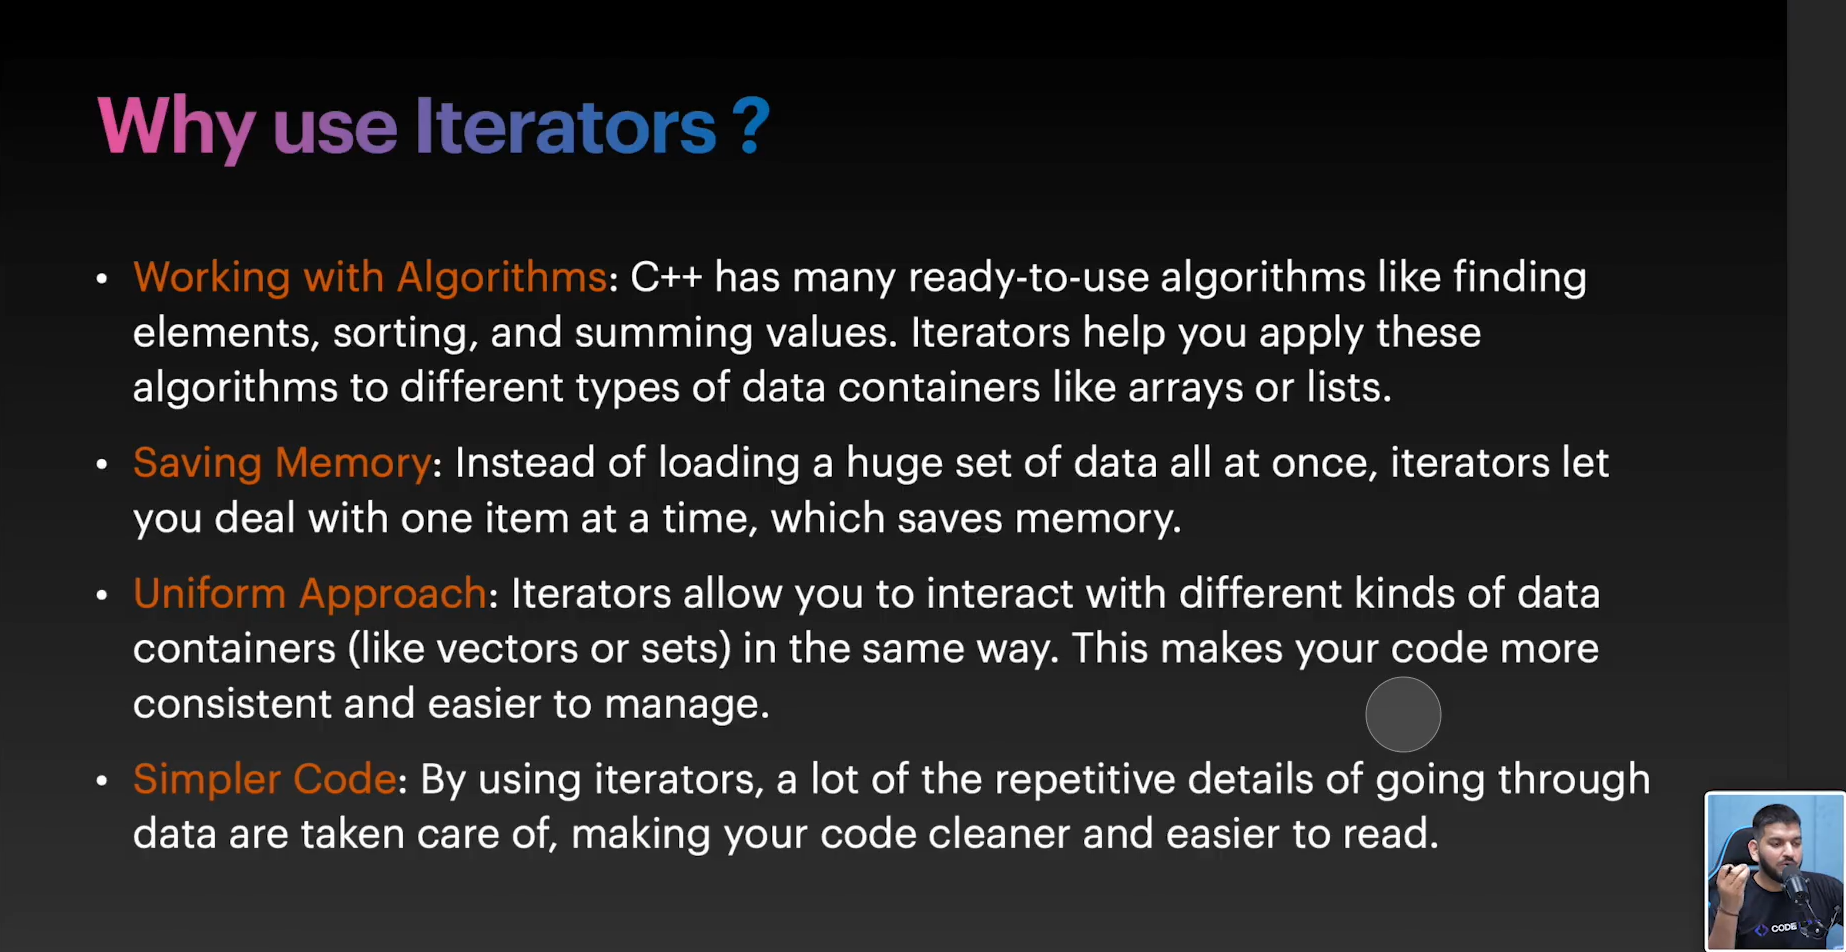 Why use Iterators ?
• Working with Algorithms: C++ has many ready-to-use algorithms like finding
elements, sorting, and summing values. Iterators help you apply these
algorithms to different types of data containers like arrays or lists.
• Saving Memory: Instead of loading a huge set of data all at once, iterators let
you deal with one item at a time, which saves memory.
• Uniform Approach: Iterators allow you to interact with different kinds of data
containers (like vectors or sets) in the same way. This makes your code more
consistent and easier to manage.
• Simpler Code: By using iterators, a lot of the repetitive details of going through
data are taken care of, making your code cleaner and easier to read.
CODE